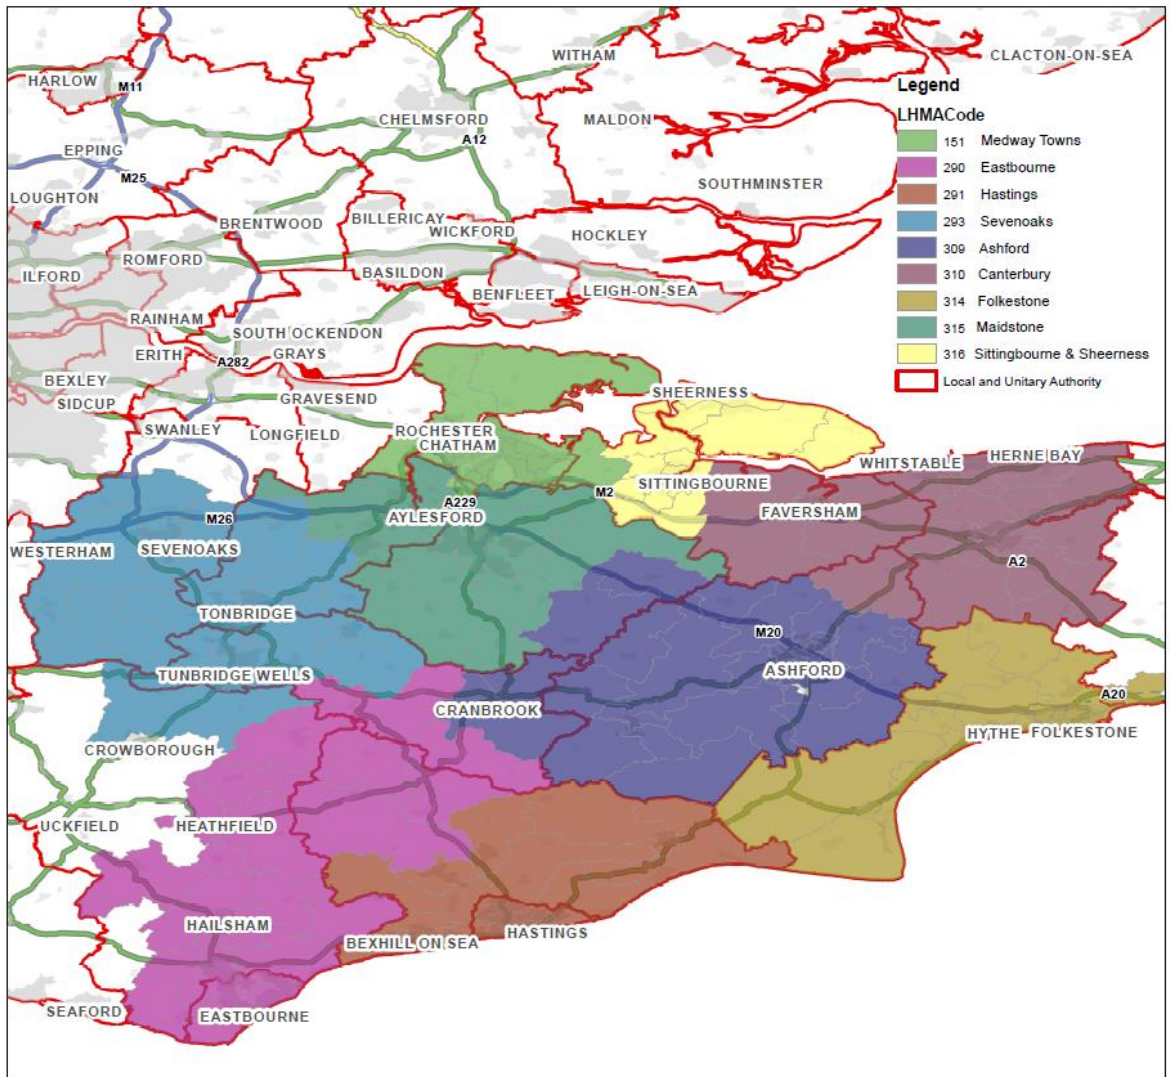 WITHAM
CLACTON-ON-SEA
HARLOW
M11
Legend
LHMACode
CHELMSFORD
MALDON
A12
151 Medway Towns
EPPING
290 Eastbourne
M25
SOUTHMINSTER
291 Hastings
LOUGHTON
BRENTWOOD
BILLERICAY
WICKFORD
293 Sevenoaks
HOCKLEY
309 Ashford
ROMFORD
ILFORD
BASILDON
310 Canterbury
BENFLEET
LEIGH-ON-SEA
314 Folkestone
RAINHAM
SOUTH OCKENDON
315 Maidstone
ERITH
A282
GRAYS
316 Sittingbourne & Sheerness
BEXLEY
Local and Unitary Authority
SIDCUP
GRAVESEND
SHEERNESS
SWANLEY
LONGFIELD
ROCHESTER
CHATHAM
HERNE BAY
WHITSTABLE
SITTINGBOURNE
M2
A229
FAVERSHAM
M26
AYLESFORD
WESTERHAM
SEVENOAKS
A2
TONBRIDGE
M20
TUNBRIDGE WELLS
ASHFORD
A20
CRANBROOK
HYTHE
FOLKESTONE
CROWBOROUGH
UCKFIELD
HEATHFIELD
HAILSHAM
HASTINGS
BEXHILL ON SEA
SEAFORD
EASTBOURNE